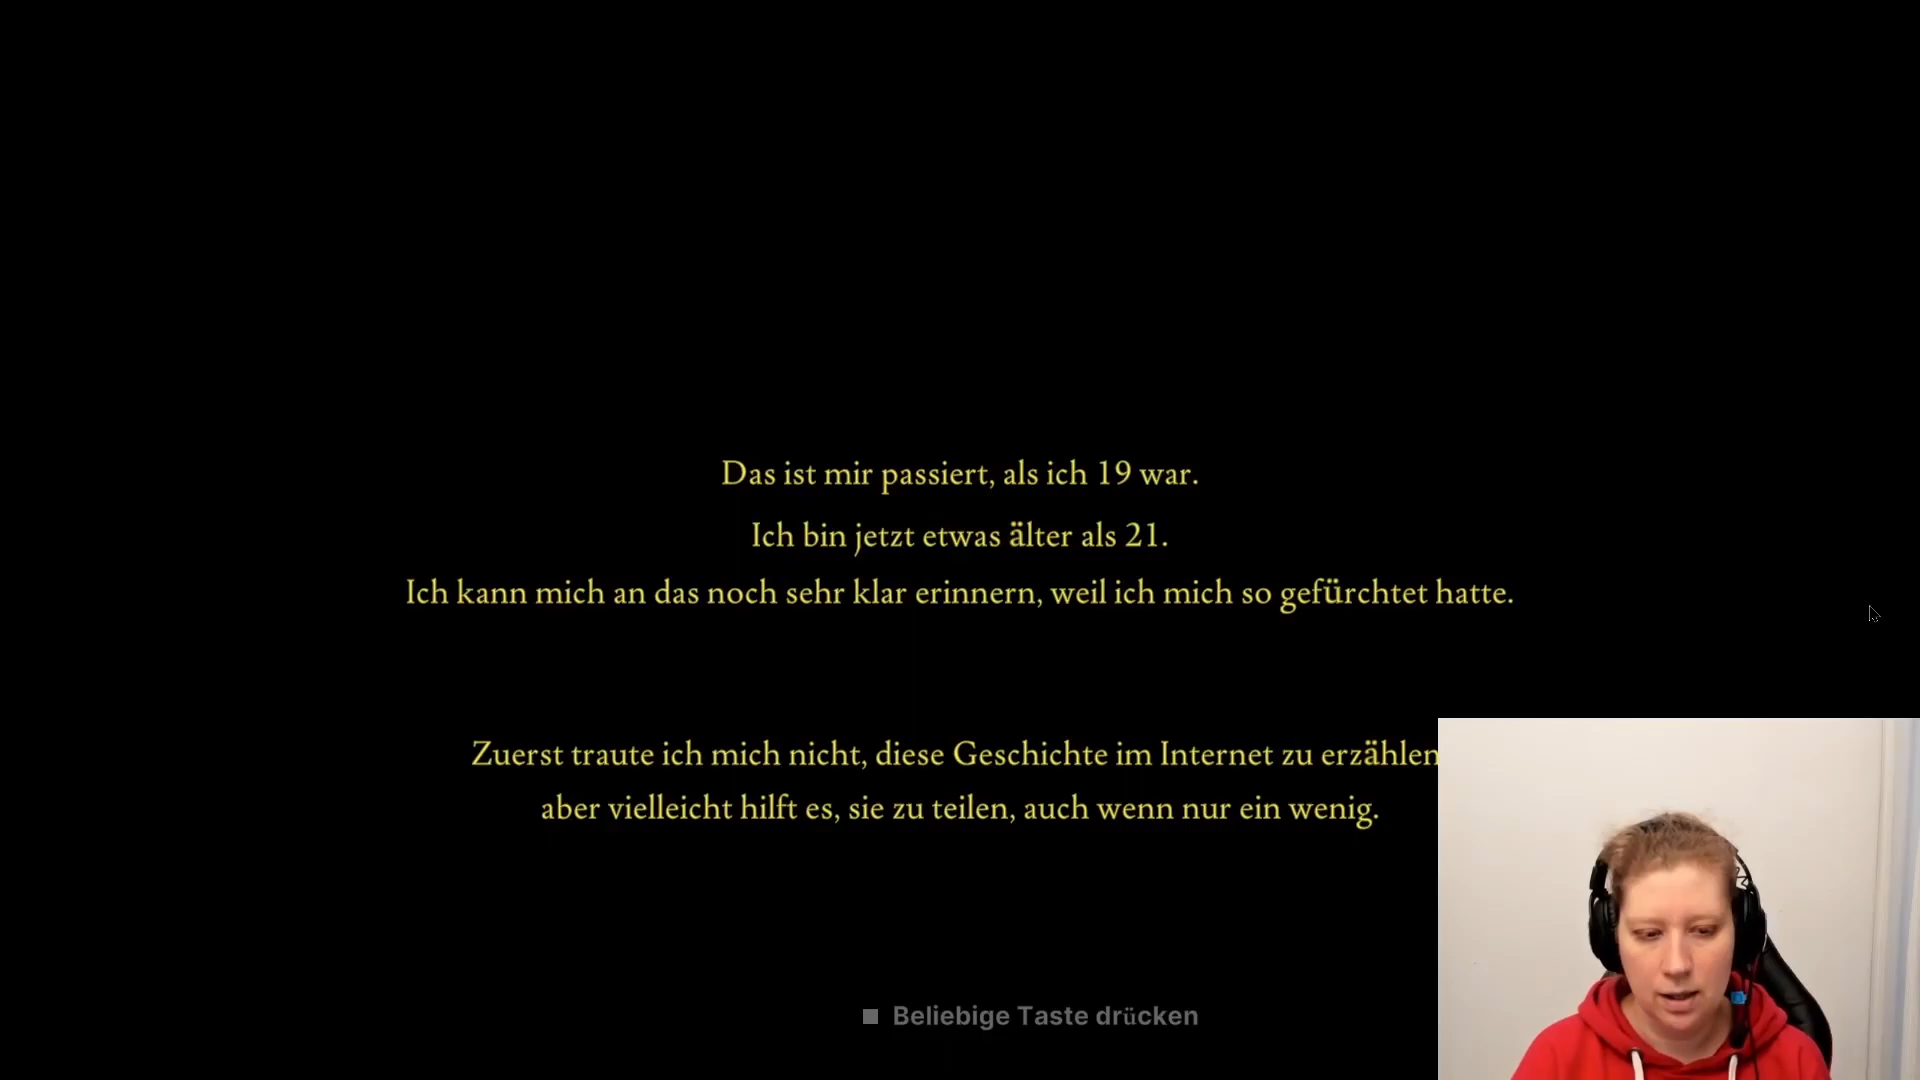 Das ist mir passiert, als ich 19 war.
Ich bin jetzt etwas älter als 21.
Ich kann mich an das noch sehr klar erinnern, weil ich mich so gefürchtet hatte.
Zuerst traute ich mich nicht, diese Geschichte im Internet zu erzählen
aber vielleicht hilft es, sie zu teilen, auch wenn nur ein wenig.
Beliebige Taste drücken